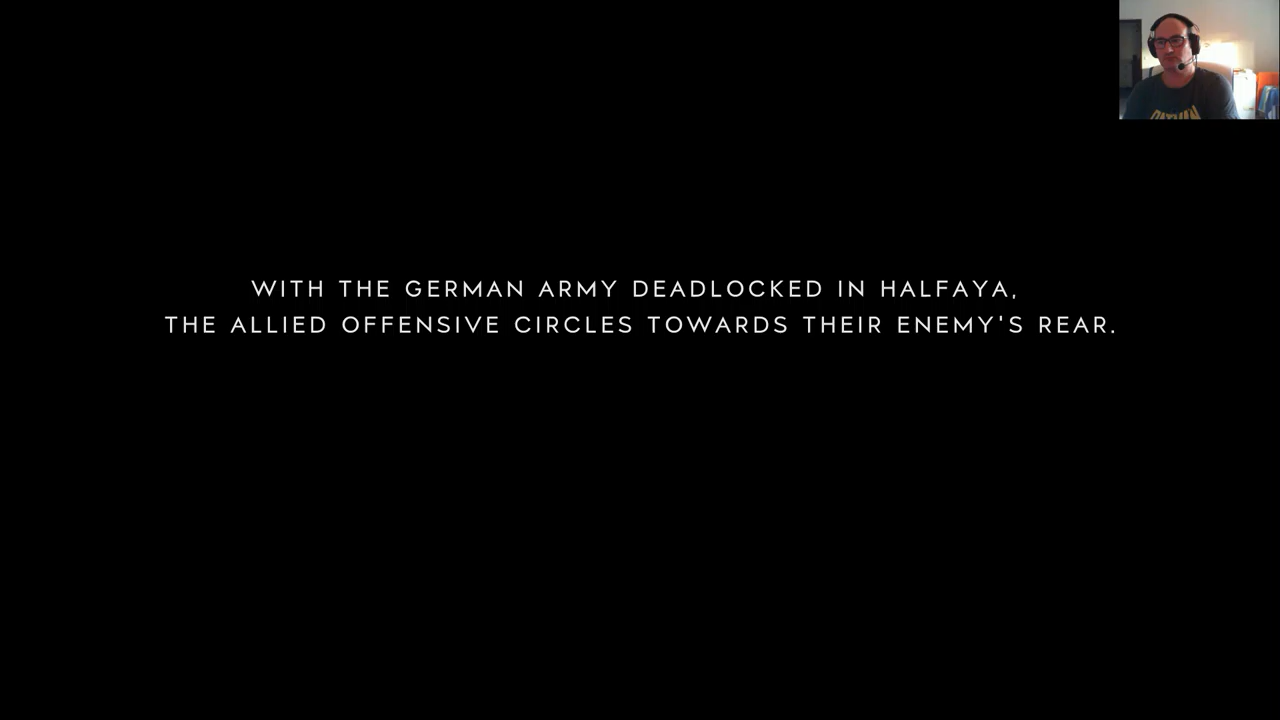 WITH THE GERMAN ARMY DEADLOCKED IN HALFAYA,
THE ALLIED OFFENSIVE CIRCLES TOWARDS THEIR ENEMY'S REAR.